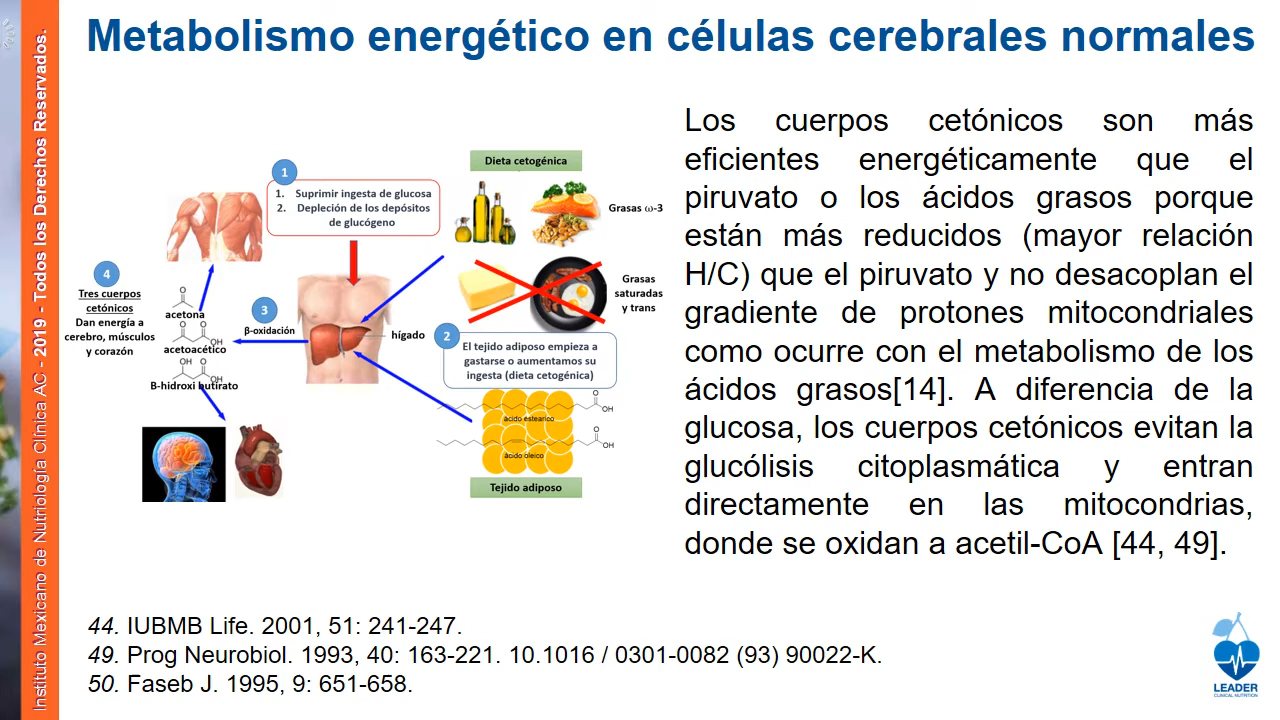 Metabolismo energético en células cerebrales normales
Instituto Mexicano de Nutriología Clínica AC - 2019 - Todos los Derechos Reservados.
Dieta cetogénica
1
1. Suprimir ingesta de glucosa
2. Depleción de los depósitos
de glucógeno
Grasas ω-3
Grasas
saturadas
y trans
4
Tres cuerpos
cetónicos
Dan energía a
cerebro, músculos
y corazón
O
acetona
O O
OH
acetoacético
OH O
OH
B-hidroxi butirato
3
β-oxidación
hígado
2
El tejido adiposo empieza a
gastarse o aumentamos su
ingesta (dieta cetogénica)
O
OH
ácido estearico
O
OH
ácido oleico
Tejido adiposo
Los cuerpos cetónicos son más
eficientes energéticamente que el
piruvato o los ácidos grasos porque
están más reducidos (mayor relación
H/C) que el piruvato y no desacoplan el
gradiente de protones mitocondriales
como ocurre con el metabolismo de los
ácidos grasos[14]. A diferencia de la
glucosa, los cuerpos cetónicos evitan la
glucólisis citoplasmática y entran
directamente en las mitocondrias,
donde se oxidan a acetil-CoA [44, 49].
44. IUBMB Life. 2001, 51: 241-247.
49. Prog Neurobiol. 1993, 40: 163-221. 10.1016 / 0301-0082 (93) 90022-K.
50. Faseb J. 1995, 9: 651-658.
LEADER
CLINICAL NUTRITION